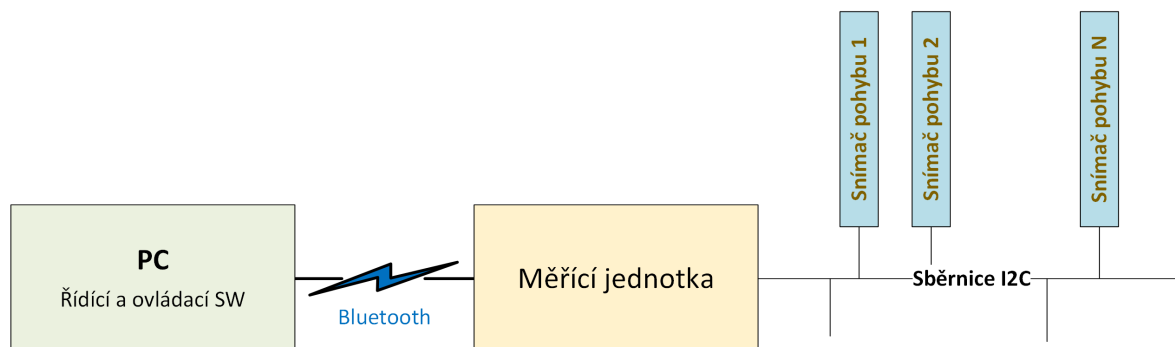 PC
Řídící a ovládací SW
Bluetooth
Měřící jednotka
Snímač pohybu 1
Snímač pohybu 2
Snímač pohybu N
Sběrnice I2C